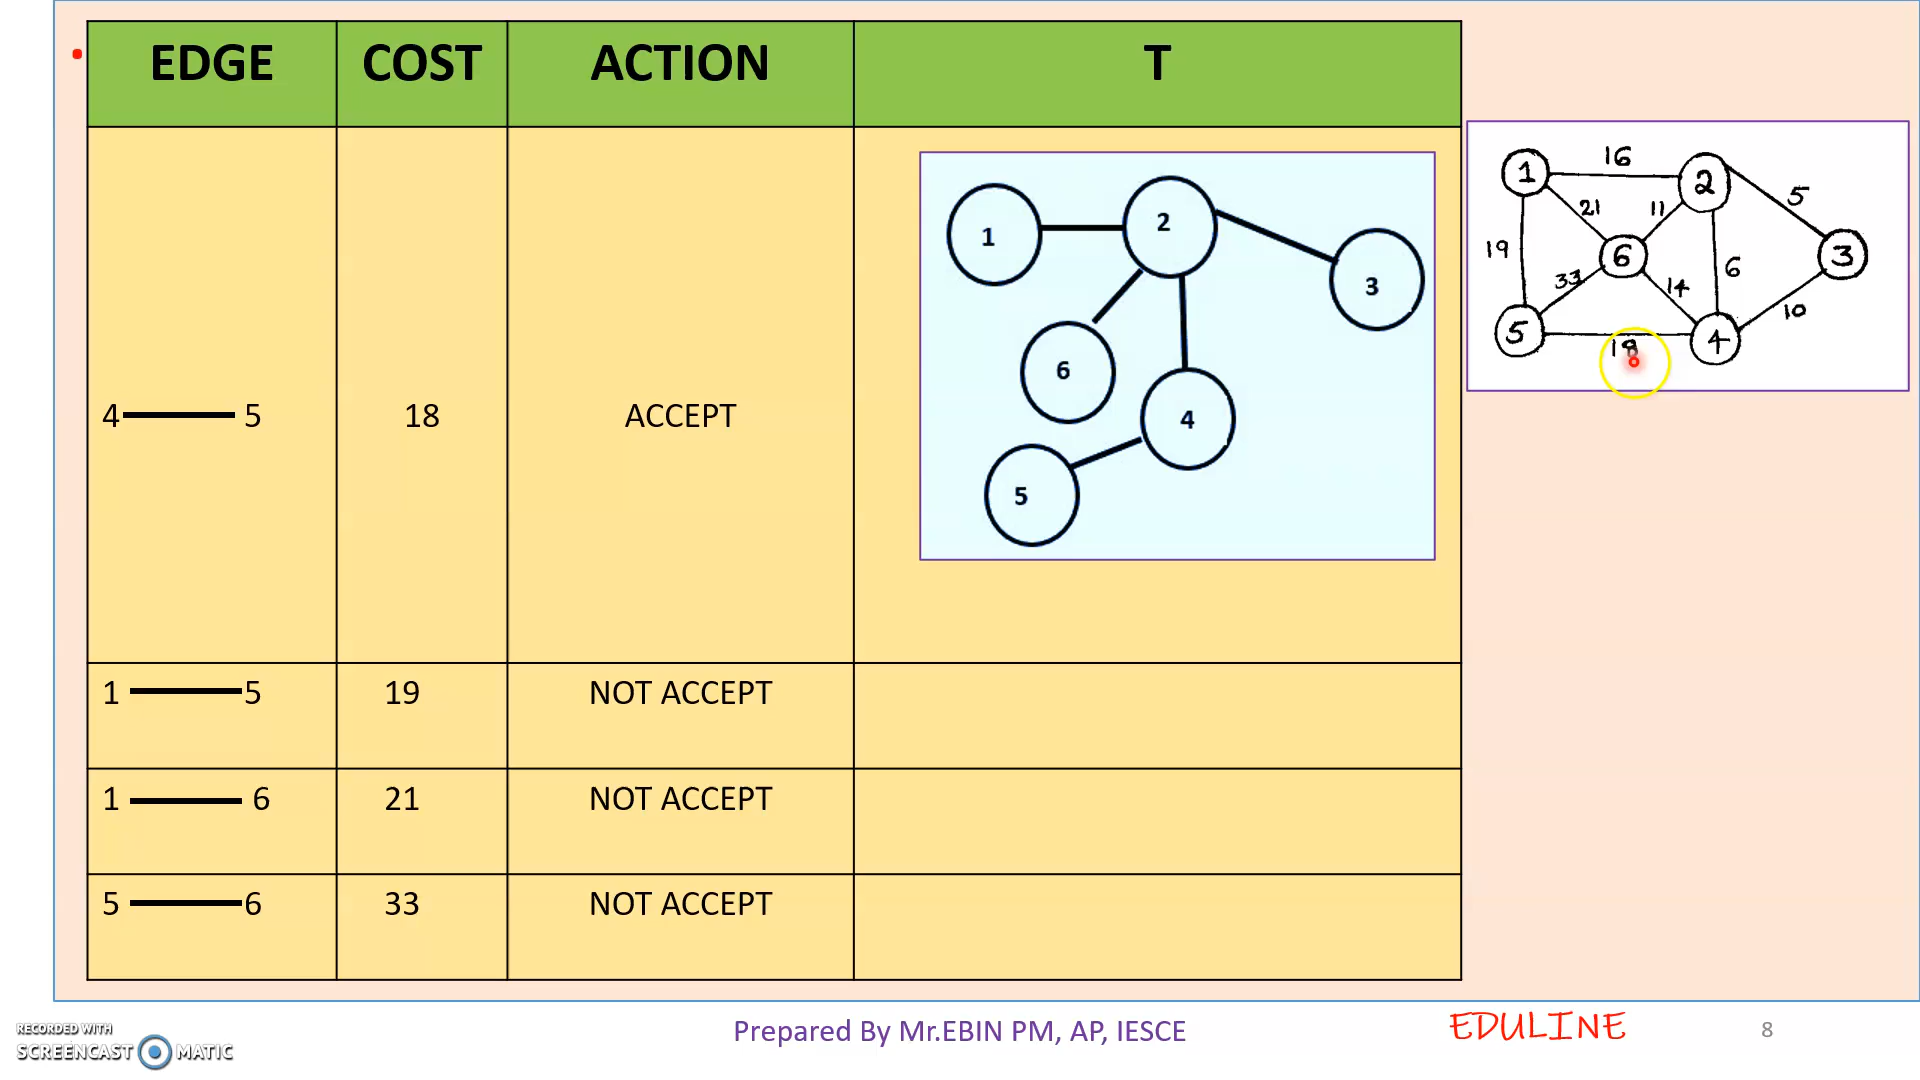 EDGE COST ACTION T
4 5 18 ACCEPT
1 2 3 6 4 5
1 5 19 NOT ACCEPT
1 6 21 NOT ACCEPT
5 6 33 NOT ACCEPT
16
1 2
21 11 5
19 6 3
33 14 6
10
5 4
18
RECORDED WITH
SCREENCAST MATIC
Prepared By Mr.EBIN PM, AP, IESCE
EDULINE
8